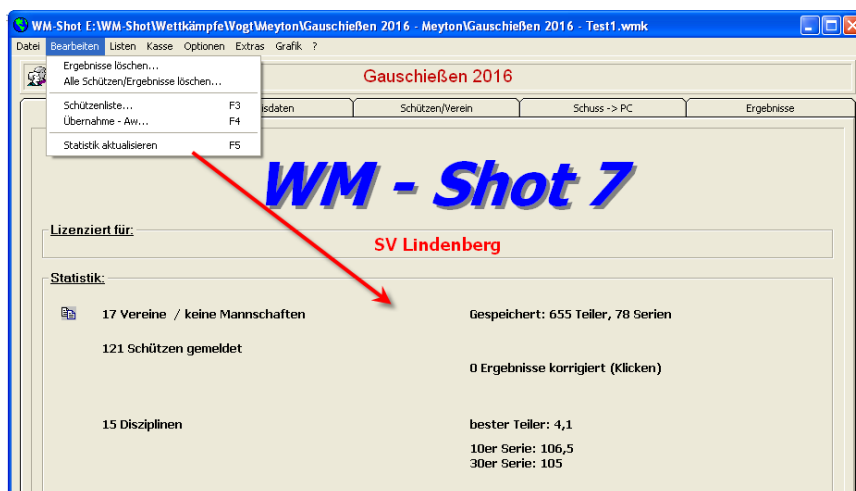 WM-Shot E:\WM-Shot\Wettkämpfe\Vogt\Meyton\Gauschießen 2016 - Meyton\Gauschießen 2016 - Test1.wmk
Datei Bearbeiten Listen Kasse Optionen Extras Grafik ?
Ergebnisse löschen...
Alle Schützen/Ergebnisse löschen...
Schützenliste... F3
Übernahme - Aw... F4
Statistik aktualisieren F5
Gauschießen 2016
isdaten Schützen/Verein Schuss -> PC Ergebnisse
WM - Shot 7
Lizenziert für:
SV Lindenberg
Statistik:
17 Vereine / keine Mannschaften Gespeichert: 655 Teiler, 78 Serien
121 Schützen gemeldet
0 Ergebnisse korrigiert (Klicken)
15 Disziplinen bester Teiler: 4,1
10er Serie: 106,5
30er Serie: 105